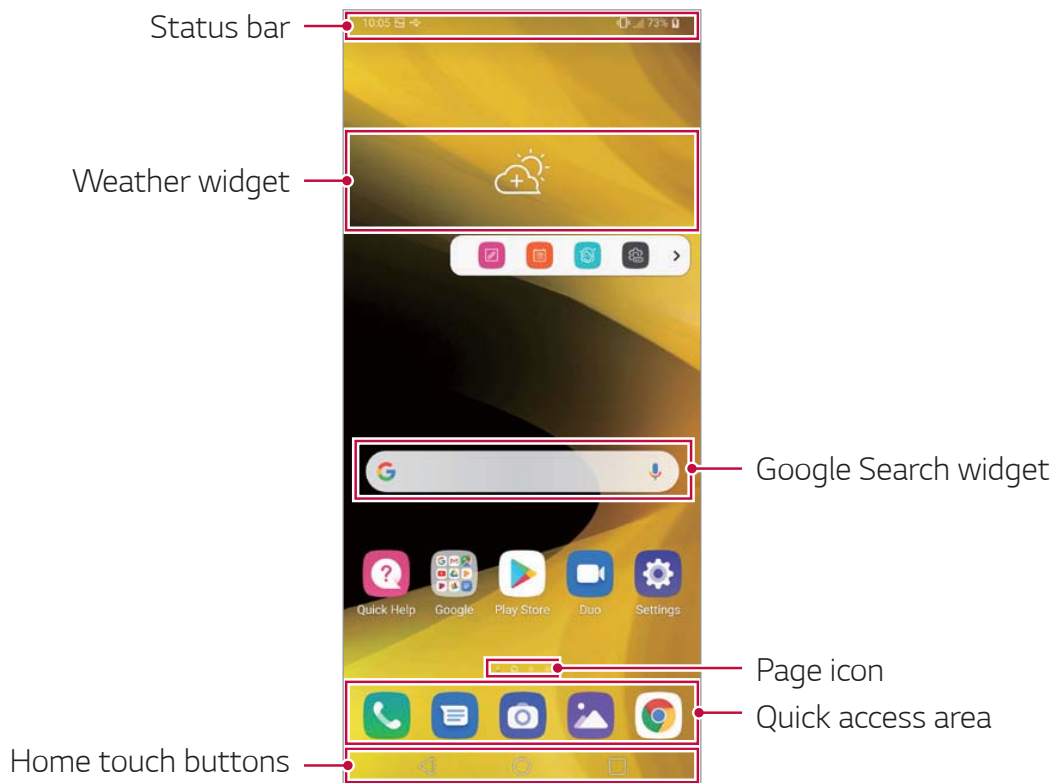 Status bar
10:05 73%
Weather widget
Google Search widget
Quick Help Google Play Store Duo Settings
Page icon
Quick access area
Home touch buttons